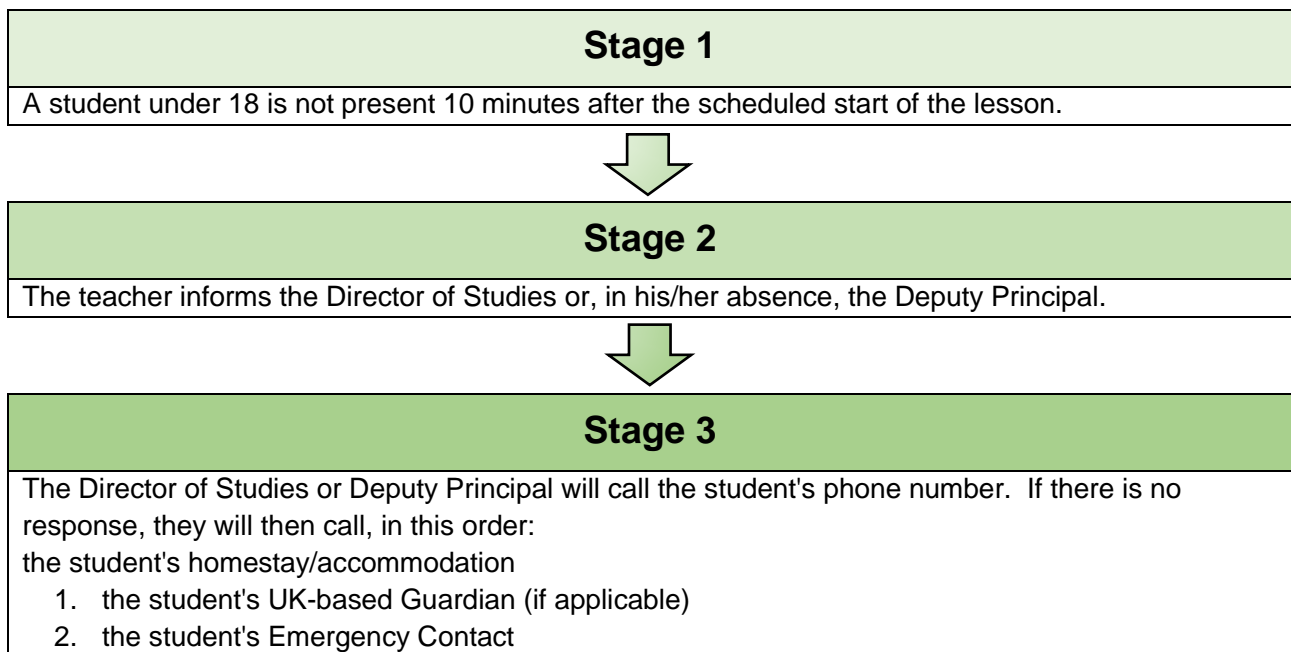 Stage 1
A student under 18 is not present 10 minutes after the scheduled start of the lesson.
Stage 2
The teacher informs the Director of Studies or, in his/her absence, the Deputy Principal.
Stage 3
The Director of Studies or Deputy Principal will call the student's phone number.  If there is no
response, they will then call, in this order:
the student's homestay/accommodation
1. the student's UK-based Guardian (if applicable)
2. the student's Emergency Contact